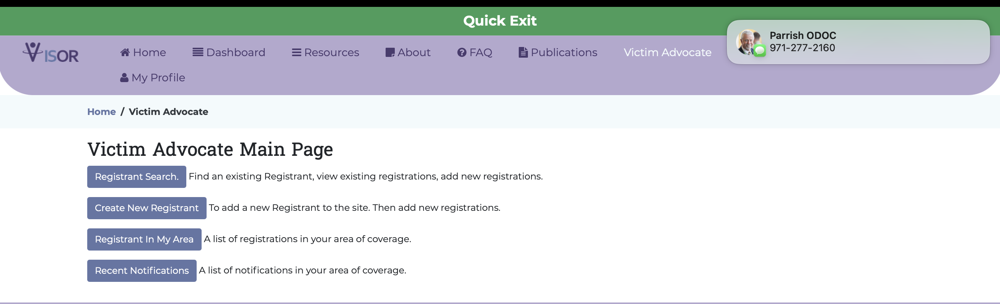 Quick Exit
Parrish ODOC
971-277-2160
VISOR
Home
Dashboard
Resources
About
FAQ
Publications
Victim Advocate
My Profile
Home / Victim Advocate
Victim Advocate Main Page
Registrant Search. Find an existing Registrant, view existing registrations, add new registrations.
Create New Registrant To add a new Registrant to the site. Then add new registrations.
Registrant In My Area A list of registrations in your area of coverage.
Recent Notifications A list of notifications in your area of coverage.